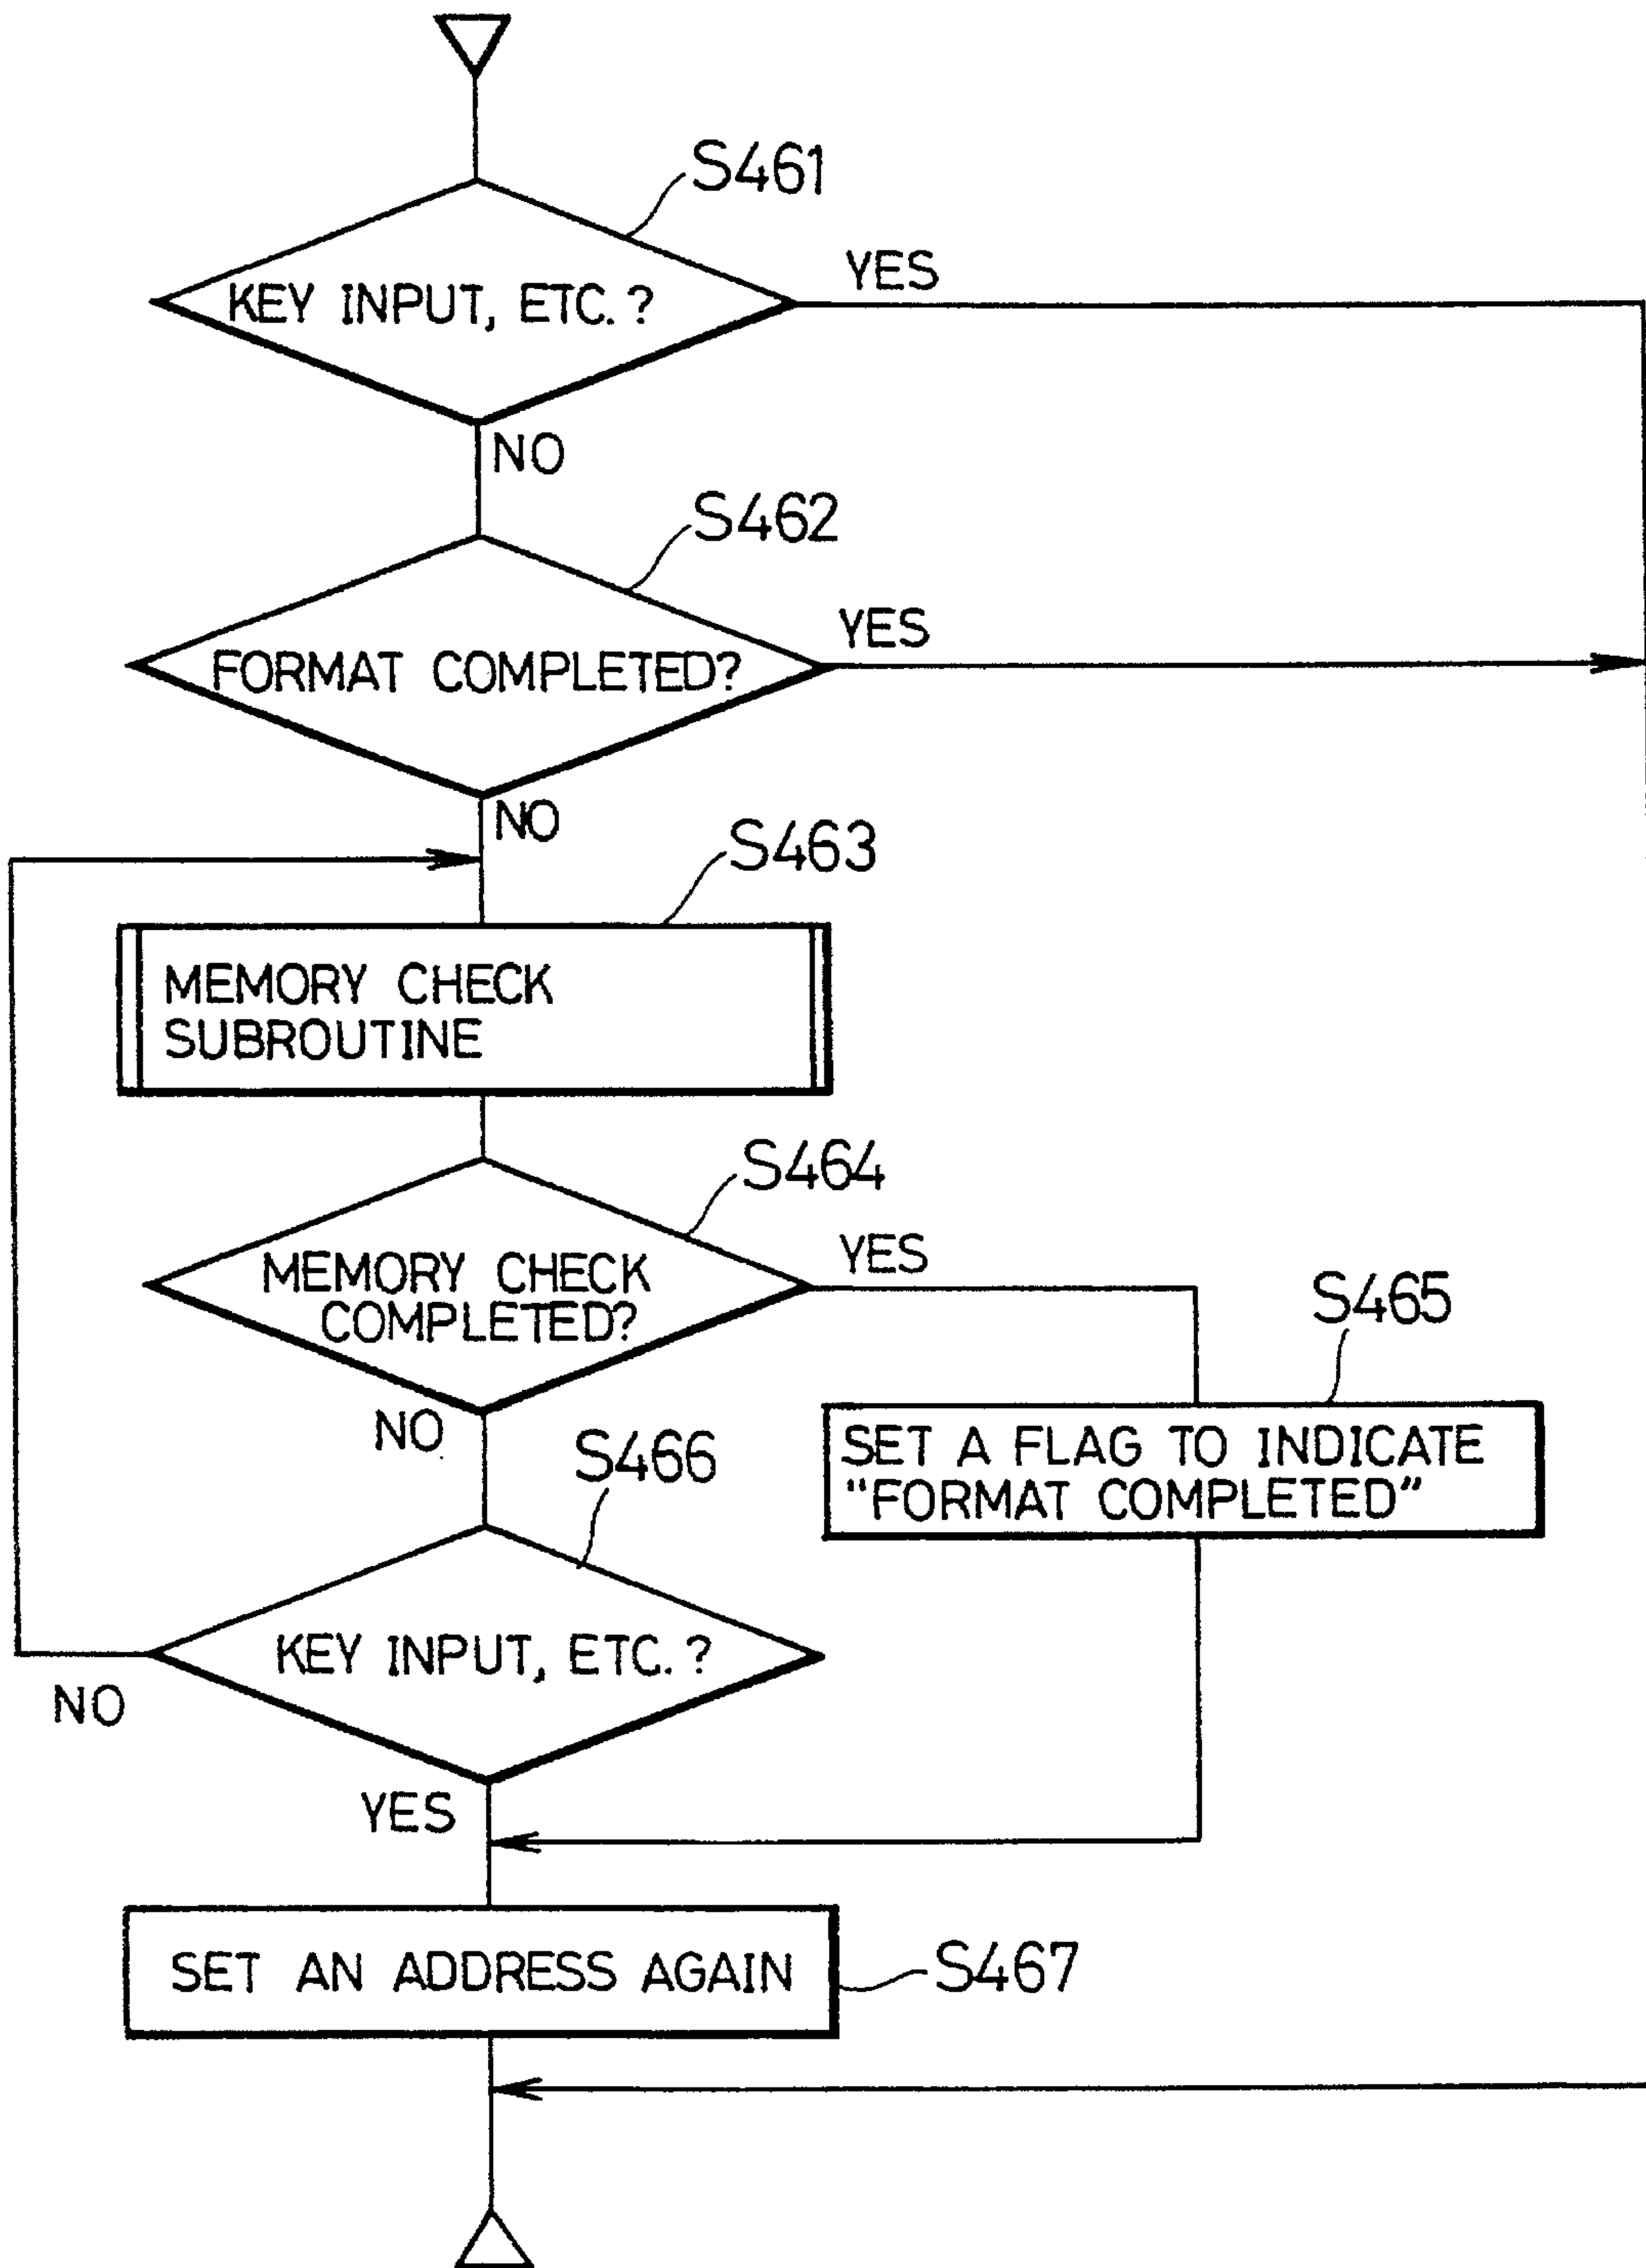 S461
KEY INPUT, ETC. ?
YES
NO
S462
FORMAT COMPLETED?
YES
NO
S463
MEMORY CHECK
SUBROUTINE
S464
MEMORY CHECK
COMPLETED?
YES
NO
S465
SET A FLAG TO INDICATE
"FORMAT COMPLETED"
S466
KEY INPUT, ETC. ?
NO
YES
SET AN ADDRESS AGAIN
S467